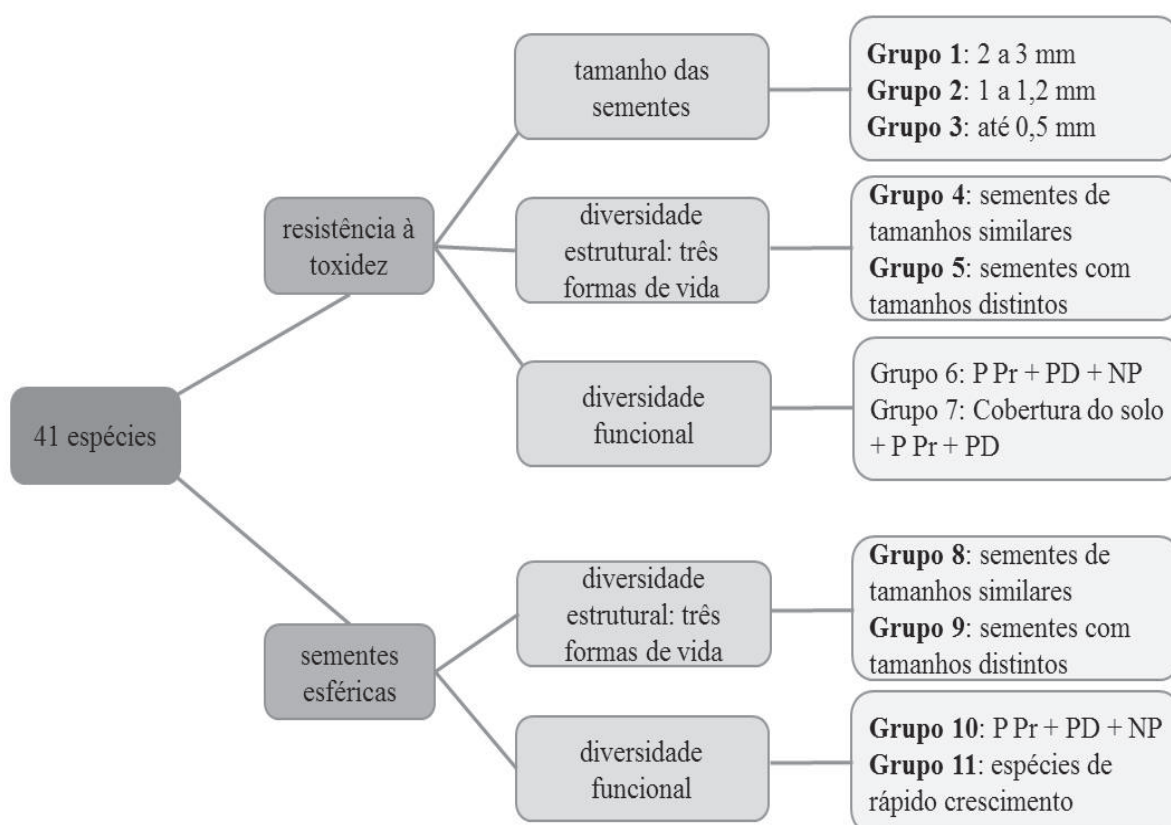 41 espécies
resistência à
toxidez
tamanho das
sementes
Grupo 1: 2 a 3 mm
Grupo 2: 1 a 1,2 mm
Grupo 3: até 0,5 mm
diversidade
estrutural: três
formas de vida
Grupo 4: sementes de
tamanhos similares
Grupo 5: sementes com
tamanhos distintos
diversidade
funcional
Grupo 6: P Pr + PD + NP
Grupo 7: Cobertura do solo
+ P Pr + PD
sementes
esféricas
diversidade
estrutural: três
formas de vida
Grupo 8: sementes de
tamanhos similares
Grupo 9: sementes com
tamanhos distintos
diversidade
funcional
Grupo 10: P Pr + PD + NP
Grupo 11: espécies de
rápido crescimento